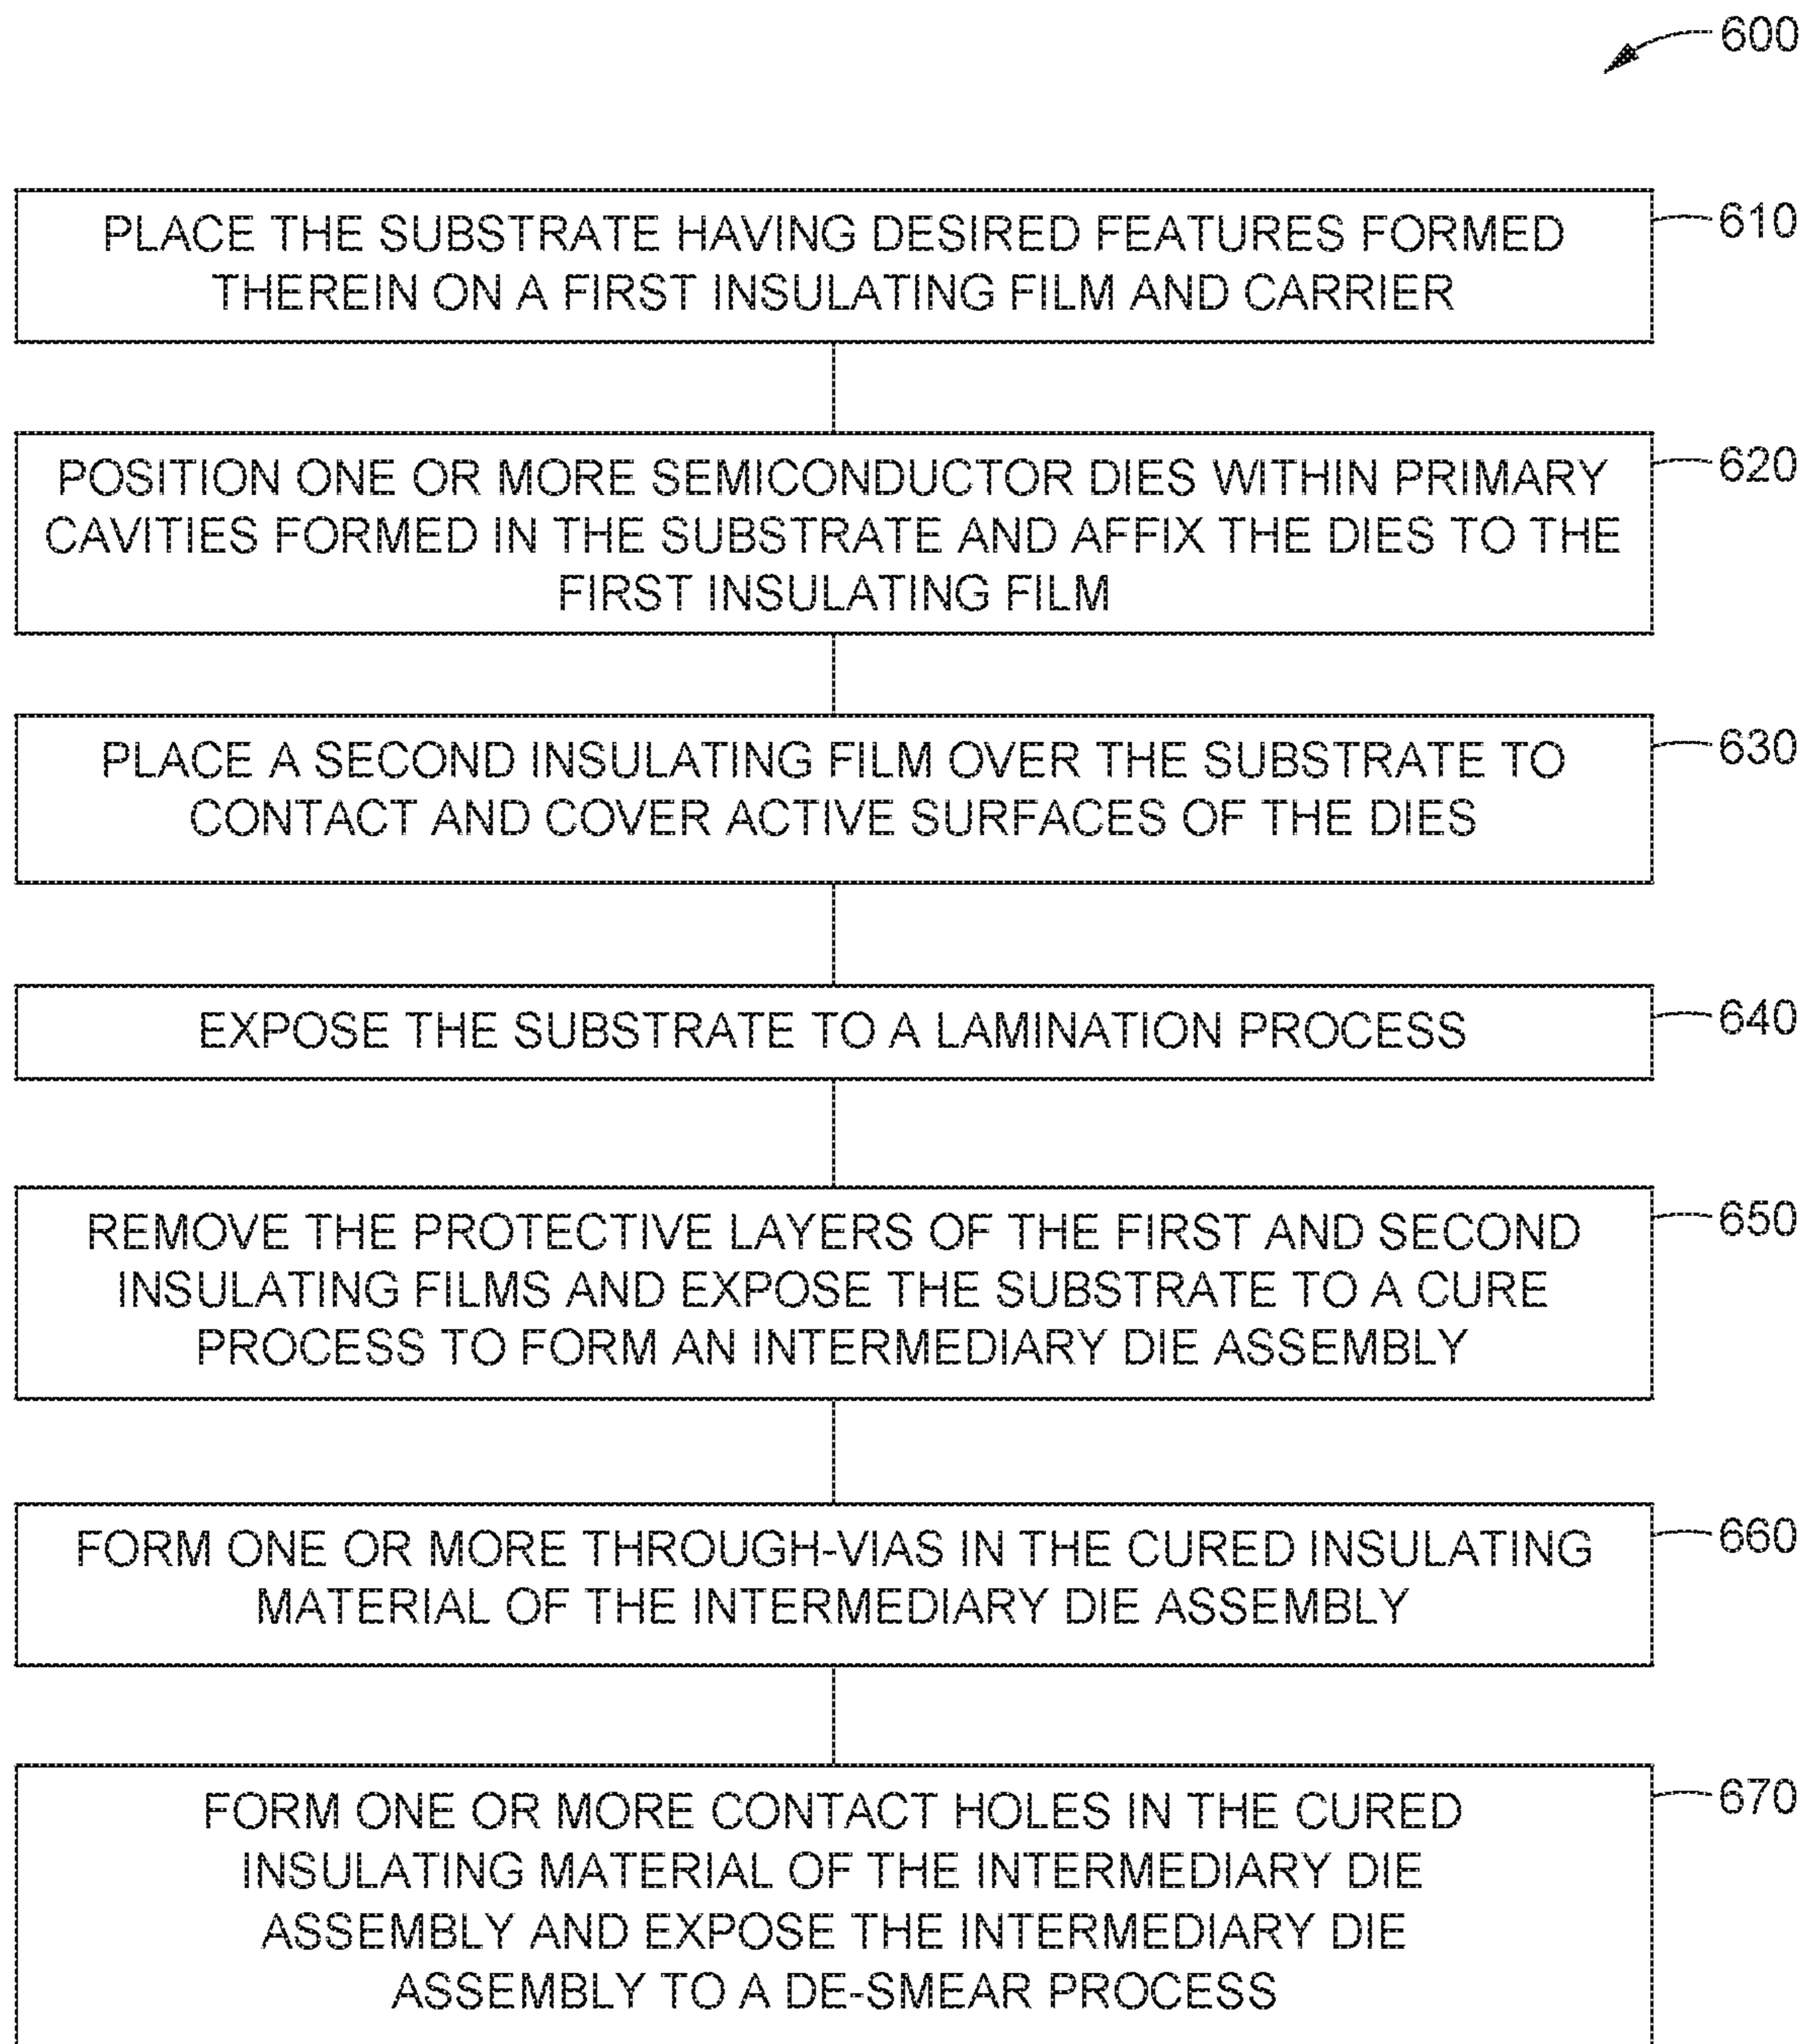 600
PLACE THE SUBSTRATE HAVING DESIRED FEATURES FORMED
THEREIN ON A FIRST INSULATING FILM AND CARRIER
610
POSITION ONE OR MORE SEMICONDUCTOR DIES WITHIN PRIMARY
CAVITIES FORMED IN THE SUBSTRATE AND AFFIX THE DIES TO THE
FIRST INSULATING FILM
620
PLACE A SECOND INSULATING FILM OVER THE SUBSTRATE TO
CONTACT AND COVER ACTIVE SURFACES OF THE DIES
630
EXPOSE THE SUBSTRATE TO A LAMINATION PROCESS
640
REMOVE THE PROTECTIVE LAYERS OF THE FIRST AND SECOND
INSULATING FILMS AND EXPOSE THE SUBSTRATE TO A CURE
PROCESS TO FORM AN INTERMEDIARY DIE ASSEMBLY
650
FORM ONE OR MORE THROUGH-VIAS IN THE CURED INSULATING
MATERIAL OF THE INTERMEDIARY DIE ASSEMBLY
660
FORM ONE OR MORE CONTACT HOLES IN THE CURED
INSULATING MATERIAL OF THE INTERMEDIARY DIE
ASSEMBLY AND EXPOSE THE INTERMEDIARY DIE
ASSEMBLY TO A DE-SMEAR PROCESS
670